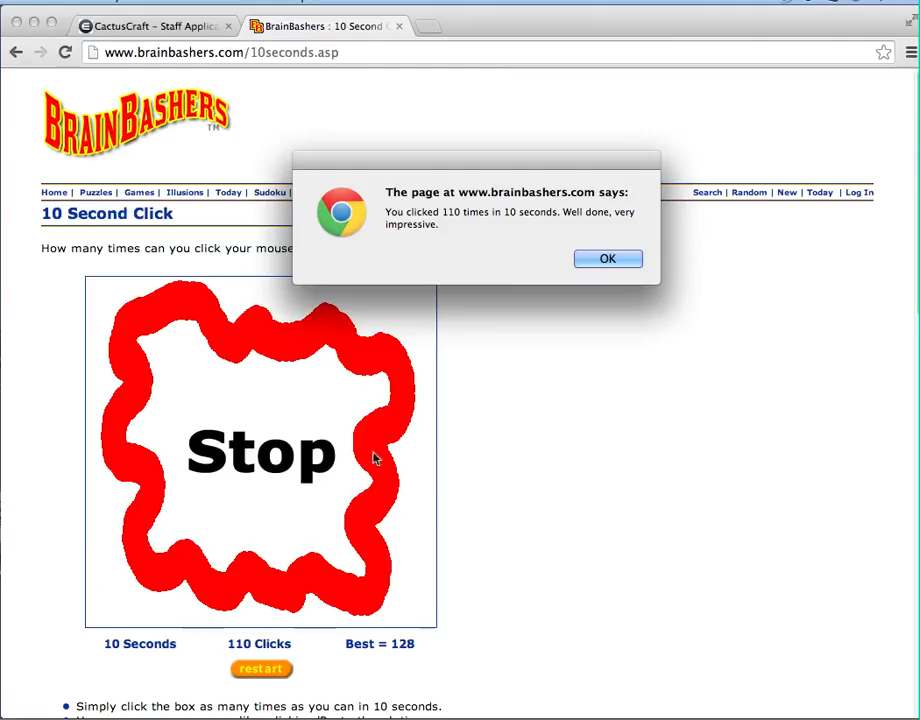 CactusCraft – Staff Applica
BrainBashers : 10 Second
www.brainbashers.com/10seconds.asp
BRAINBASHERS TM
Home | Puzzles | Games | Illusions | Today | Sudoku |
Search | Random | New | Today | Log In
The page at www.brainbashers.com says:
You clicked 110 times in 10 seconds. Well done, very
impressive.
OK
10 Second Click
How many times can you click your mouse
Stop
10 Seconds 110 Clicks Best = 128
restart
Simply click the box as many times as you can in 10 seconds.